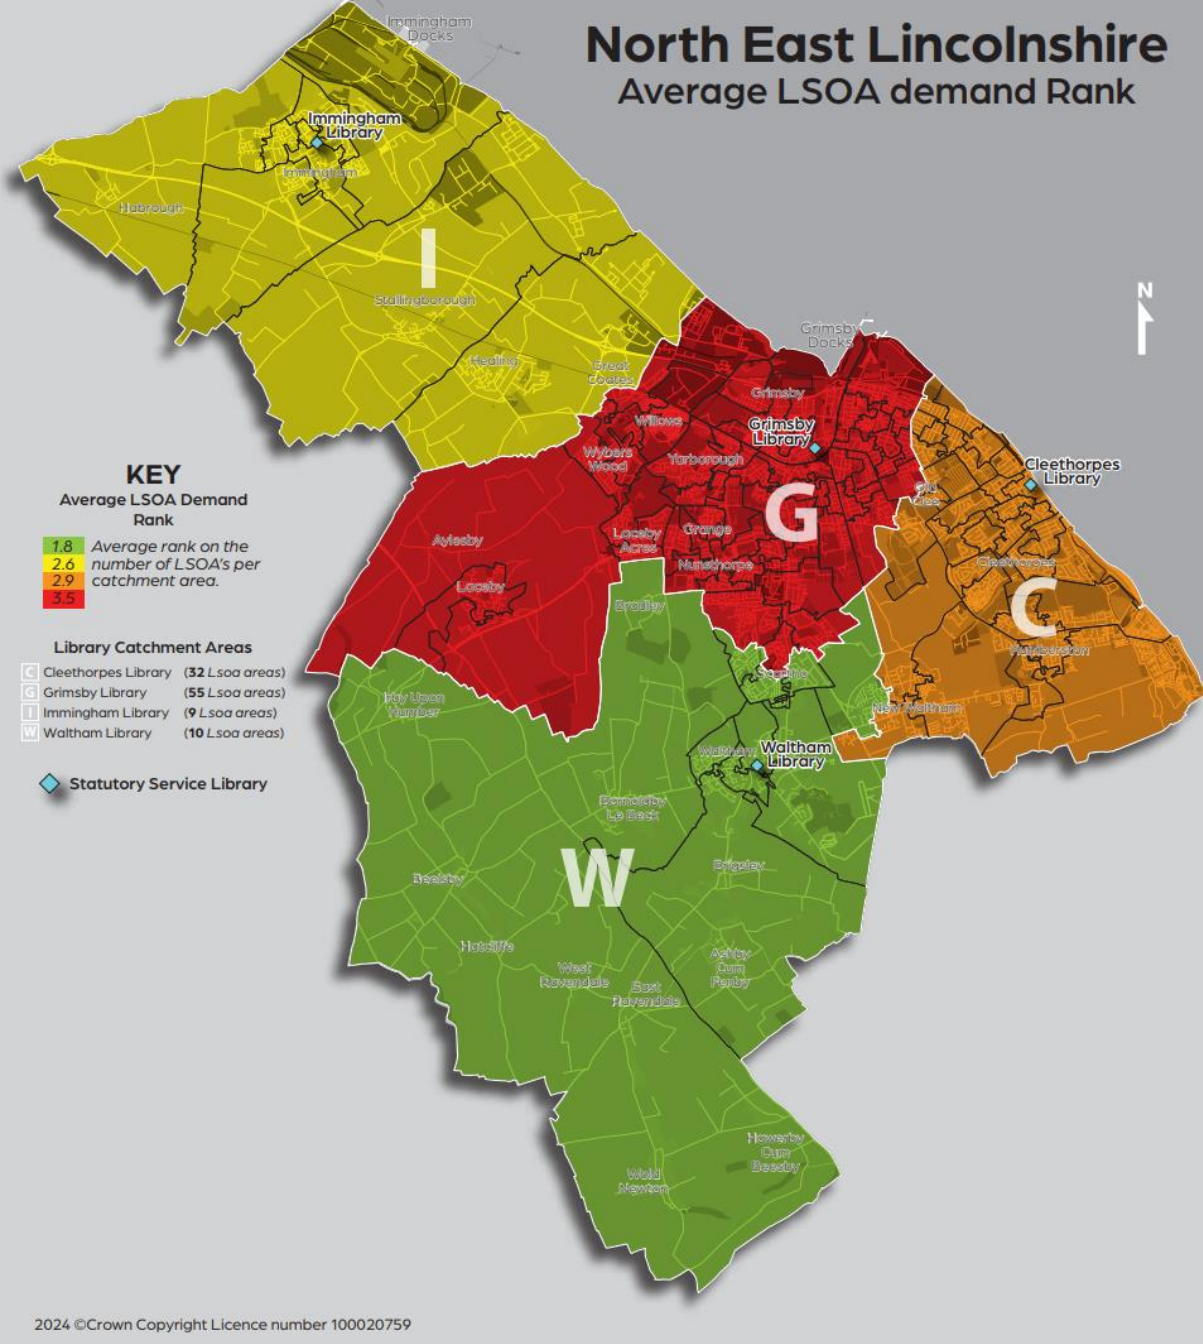 North East Lincolnshire
Average LSOA demand Rank
Immingham
Docks
Immingham
Library
Immingham
Habrough
I
Stallingborough
Healing
Great
Coates
N
Grimsby
Docks
Grimsby
Willows
Grimsby
Library
Wybers
Wood
Yarborough
Cleethorpes
Library
Old
Clee
G
Aylesby
Laceby
Acres
Grange
Nunsthorpe
Cleethorpes
Laceby
Bradley
C
Humberston
Scartho
Irby Upon
Humber
New Waltham
Waltham
Waltham
Library
Barnoldby
Le Beck
W
Brigsley
Beelsby
Hatcliffe
West
Ravendale
East
Ravendale
Ashby
Cum
Fenby
Hawerby
Cum
Beesby
Wold
Newton
KEY
Average LSOA Demand
Rank
1.8 Average rank on the
2.6 number of LSOA's per
2.9 catchment area.
3.5
Library Catchment Areas
C Cleethorpes Library (32 Lsoa areas)
G Grimsby Library (55 Lsoa areas)
I Immingham Library (9 Lsoa areas)
W Waltham Library (10 Lsoa areas)
Statutory Service Library
2024 ©Crown Copyright Licence number 100020759